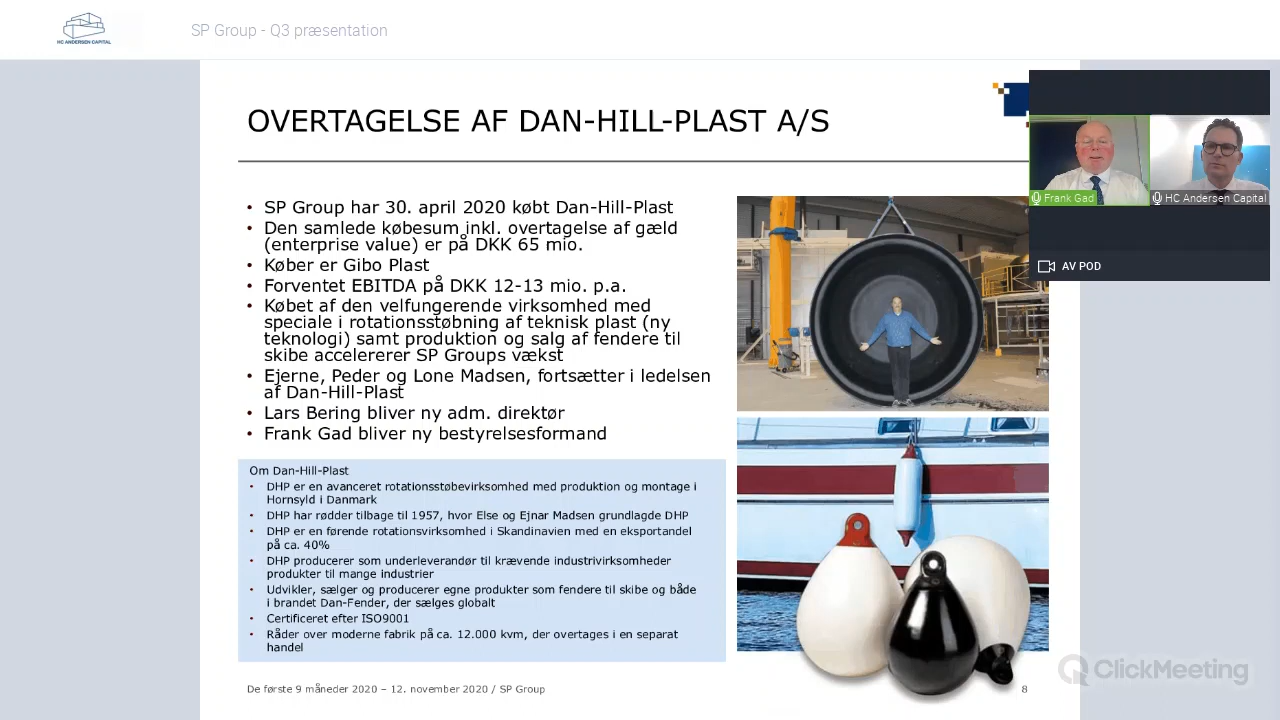 HC ANDERSEN CAPITAL
SP Group - Q3 præsentation
OVERTAGELSE AF DAN-HILL-PLAST A/S
• SP Group har 30. april 2020 købt Dan-Hill-Plast
• Den samlede købesum inkl. overtagelse af gæld
(enterprise value) er på DKK 65 mio.
• Køber er Gibo Plast
• Forventet EBITDA på DKK 12-13 mio. p.a.
• Købet af den velfungerende virksomhed med
speciale i rotationsstøbning af teknisk plast (ny
teknologi) samt produktion og salg af fendere til
skibe accelererer SP Groups vækst
• Ejerne, Peder og Lone Madsen, fortsætter i ledelsen
af Dan-Hill-Plast
• Lars Bering bliver ny adm. direktør
• Frank Gad bliver ny bestyrelsesformand
Om Dan-Hill-Plast
• DHP er en avanceret rotationsstøbevirksomhed med produktion og montage i
Hornsyld i Danmark
• DHP har rødder tilbage til 1957, hvor Else og Ejnar Madsen grundlagde DHP
• DHP er en førende rotationsvirksomhed i Skandinavien med en eksportandel
på ca. 40%
• DHP producerer som underleverandør til krævende industrivirksomheder
produkter til mange industrier
• Udvikler, sælger og producerer egne produkter som fendere til skibe og både
i brandet Dan-Fender, der sælges globalt
• Certificeret efter ISO9001
• Råder over moderne fabrik på ca. 12.000 kvm, der overtages i en separat
handel
De første 9 måneder 2020 – 12. november 2020 / SP Group
8
Frank Gad
HC Andersen Capital
AV POD
ClickMeeting